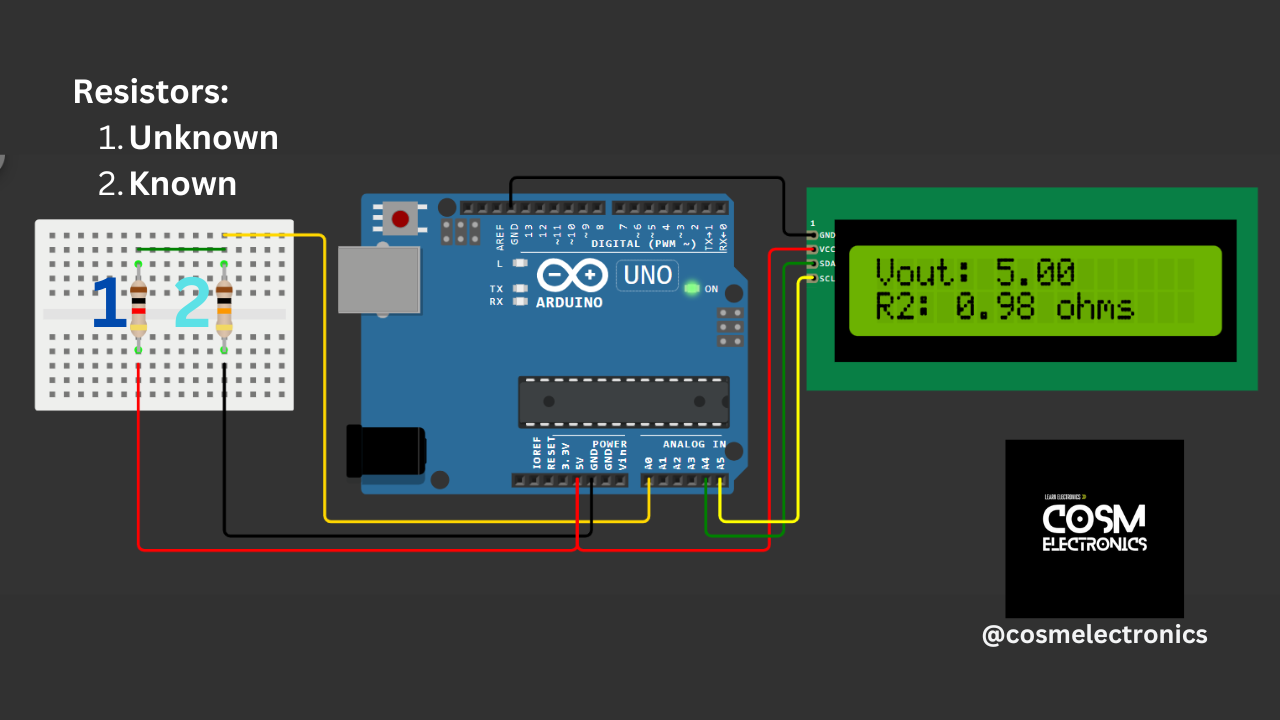 Resistors:
1. Unknown
2. Known
1
2
AREF
GND
13
12
~11
~10
~9
8
7
~6
~5
4
~3
2
TX→1
RX←0
DIGITAL (PWM ~)
L
TX
RX
UNO
ARDUINO
ON
POWER
ANALOG IN
IOREF
RESET
3.3V
5V
GND
GND
Vin
A0
A1
A2
A3
A4
A5
1
GND
VCC
SDA
SCL
Vout: 5.00
R2: 0.98 ohms
LEARN ELECTRONICS
COSM
ELECTRONICS
@cosmelectronics